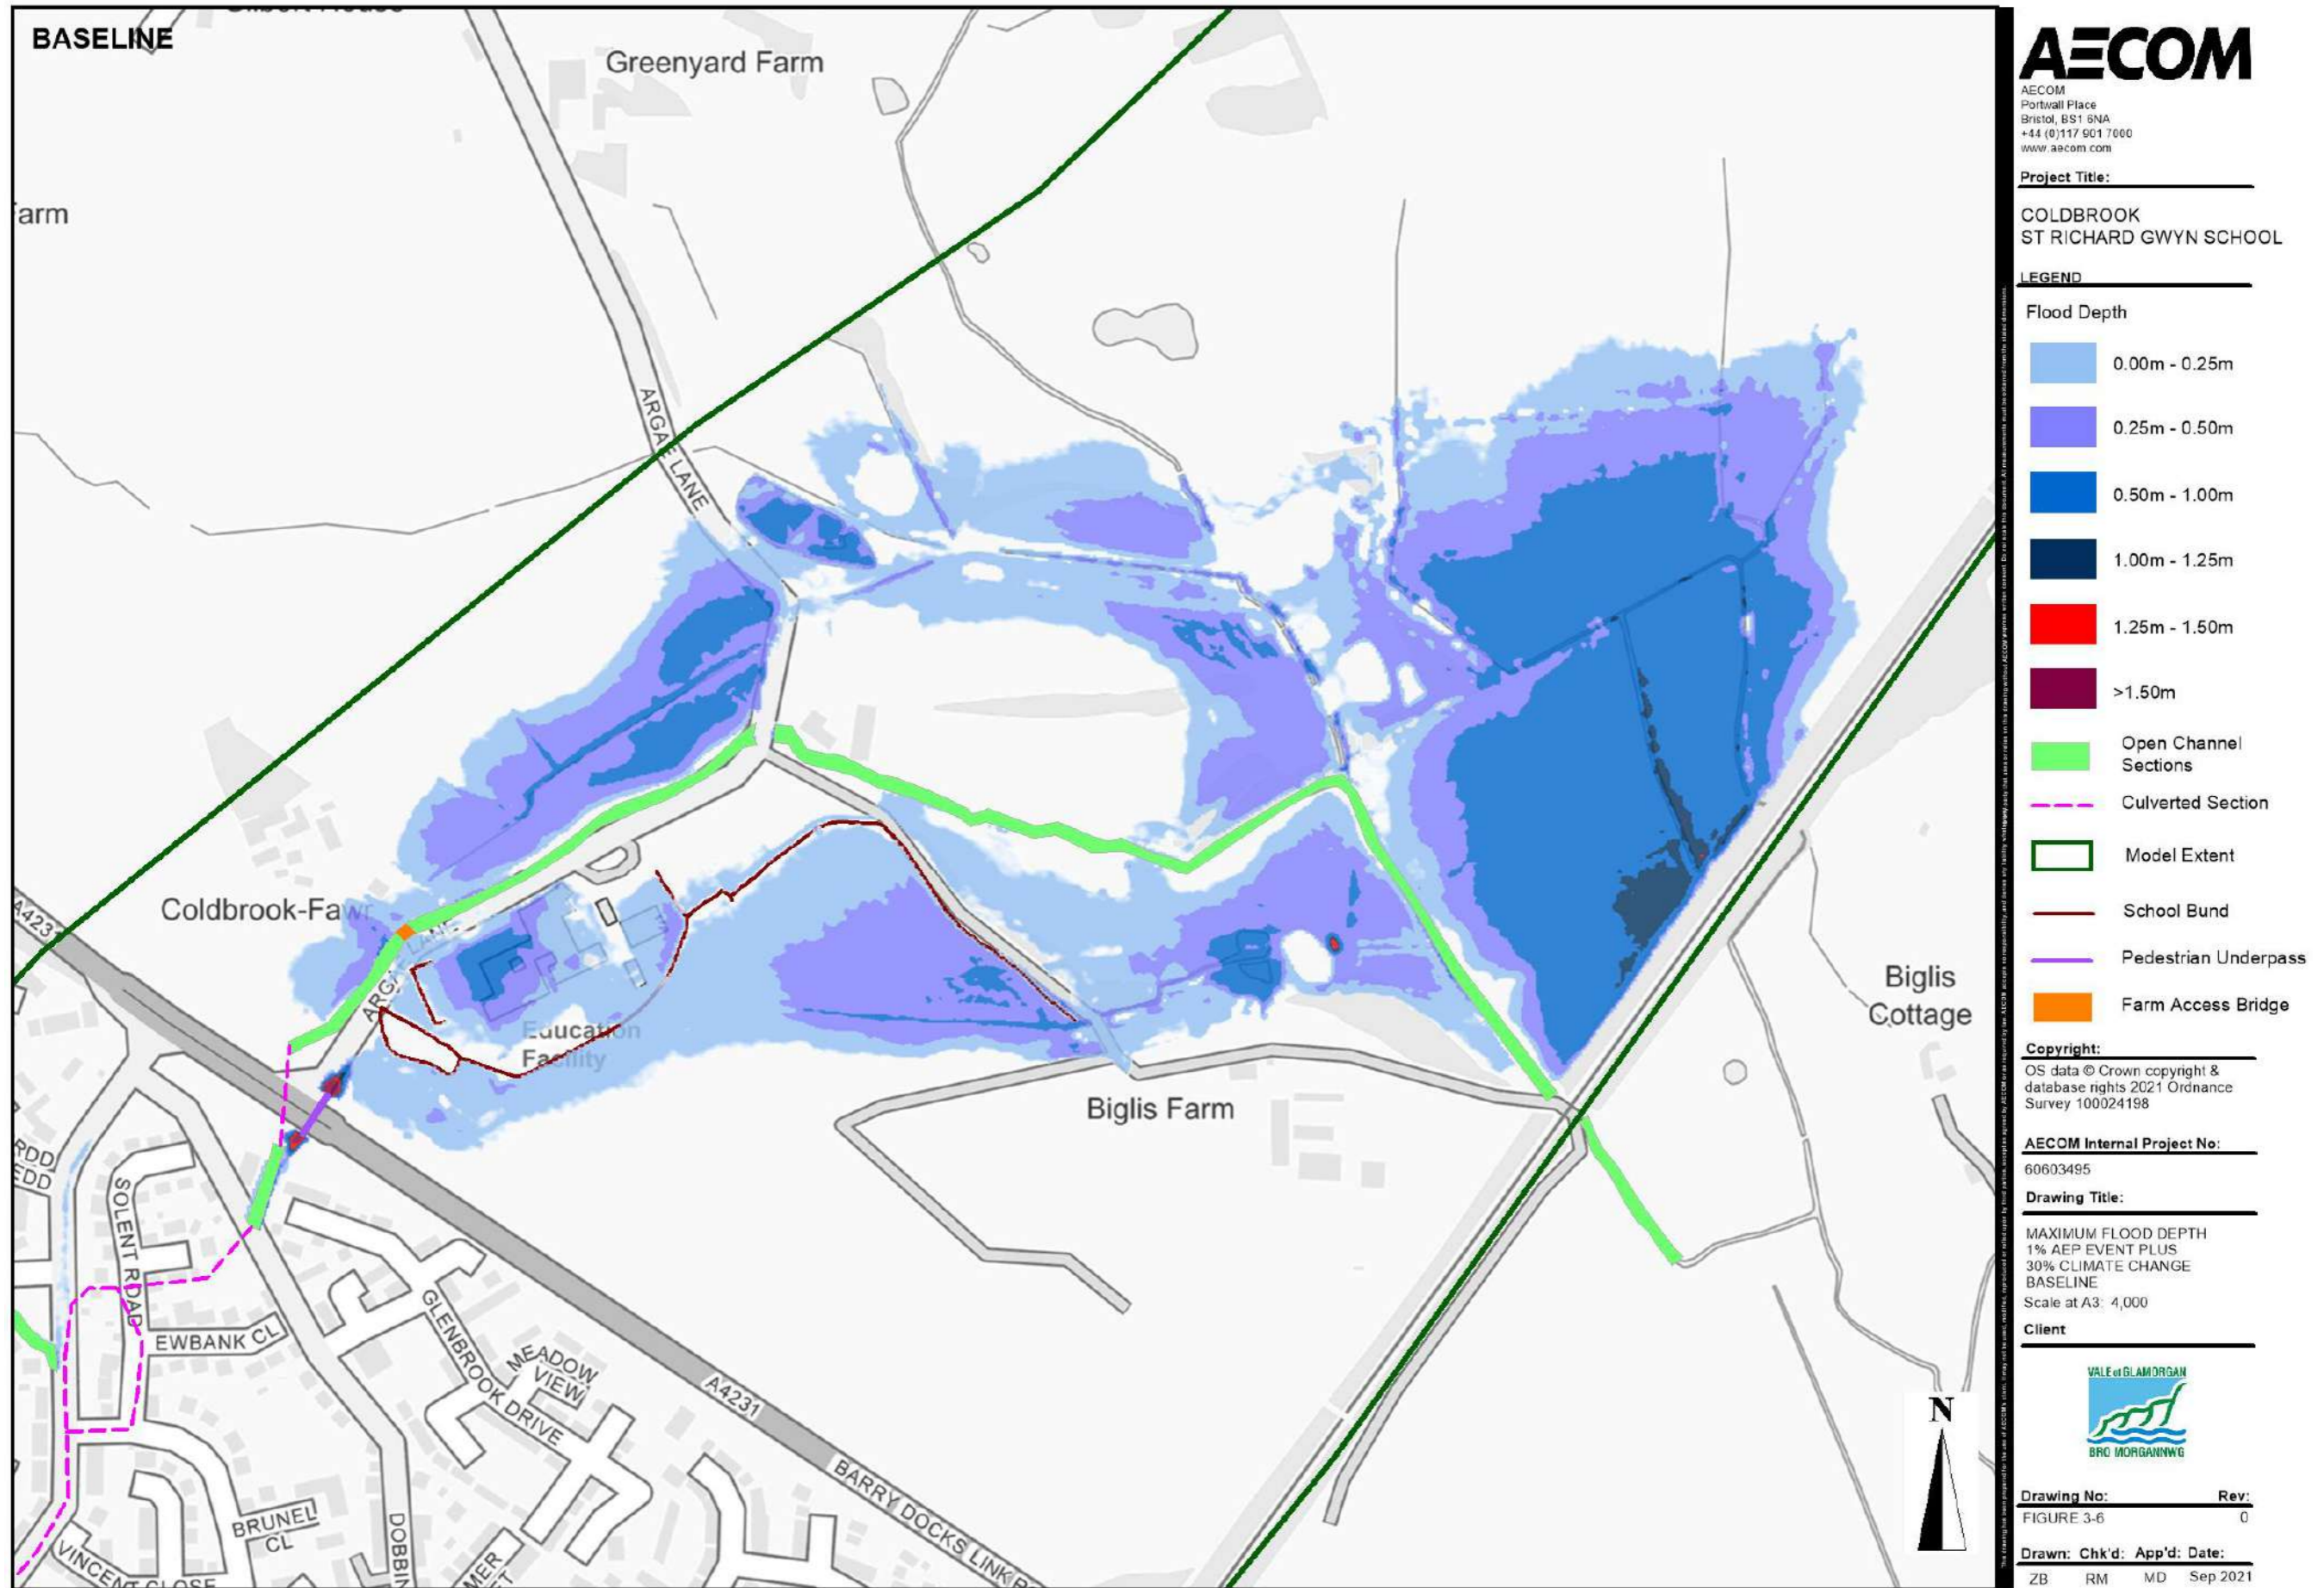 BASELINE
Greenyard Farm
ARGAE LANE
Coldbrook-Fawr
A4231
Education
Facility
Biglis Farm
Biglis
Cottage
SOLENT ROAD
EWBANK CL
GLENBROOK DRIVE
MEADOW
VIEW
A4231
BARRY DOCKS LINK
BRUNEL
CL
VINCENT CLOSE
DOBBIN
N
AECOM
AECOM
Portwall Place
Bristol, BS1 6NA
+44 (0)117 901 7000
www.aecom.com
Project Title:
COLDBROOK
ST RICHARD GWYN SCHOOL
LEGEND
Flood Depth
0.00m - 0.25m
0.25m - 0.50m
0.50m - 1.00m
1.00m - 1.25m
1.25m - 1.50m
>1.50m
Open Channel
Sections
Culverted Section
Model Extent
School Bund
Pedestrian Underpass
Farm Access Bridge
Copyright:
OS data © Crown copyright &
database rights 2021 Ordnance
Survey 100024198
AECOM Internal Project No:
60603495
Drawing Title:
MAXIMUM FLOOD DEPTH
1% AEP EVENT PLUS
30% CLIMATE CHANGE
BASELINE
Scale at A3: 4,000
Client
VALE of GLAMORGAN
BRO MORGANNWG
Drawing No: Rev:
FIGURE 3-6 0
Drawn: Chk'd: App'd: Date:
ZB RM MD Sep 2021